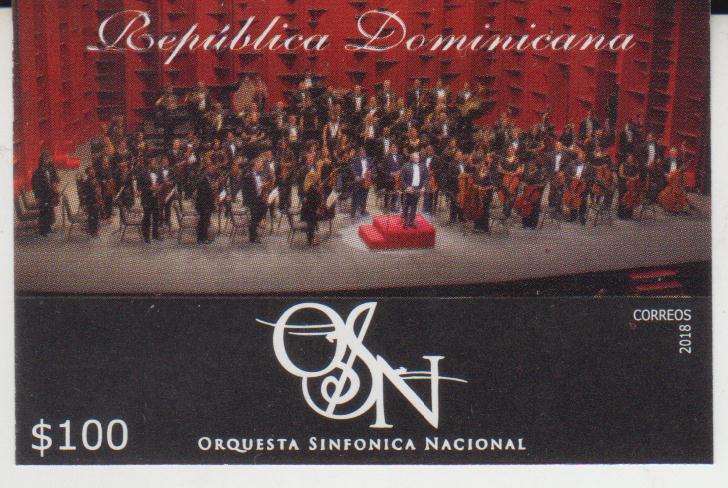 República Dominicana
CORREOS
2018
OSN
$100
ORQUESTA SINFONICA NACIONAL